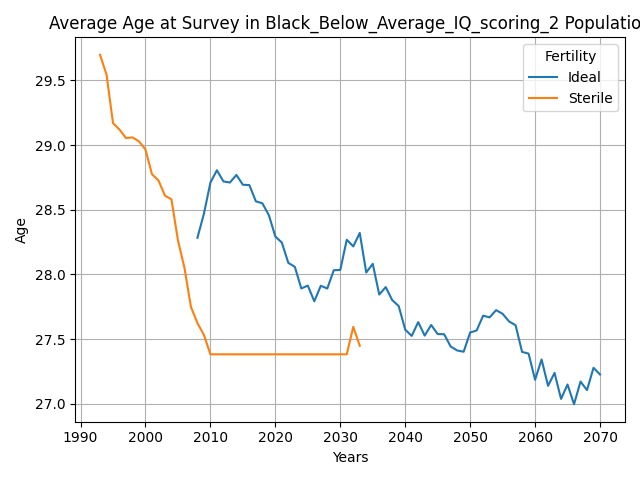 Average Age at Survey in Black_Below_Average_IQ_scoring_2 Populatio
Fertility
Ideal
Sterile
29.5
29.0
28.5
28.0
27.5
27.0
Age
1990 2000 2010 2020 2030 2040 2050 2060 2070
Years